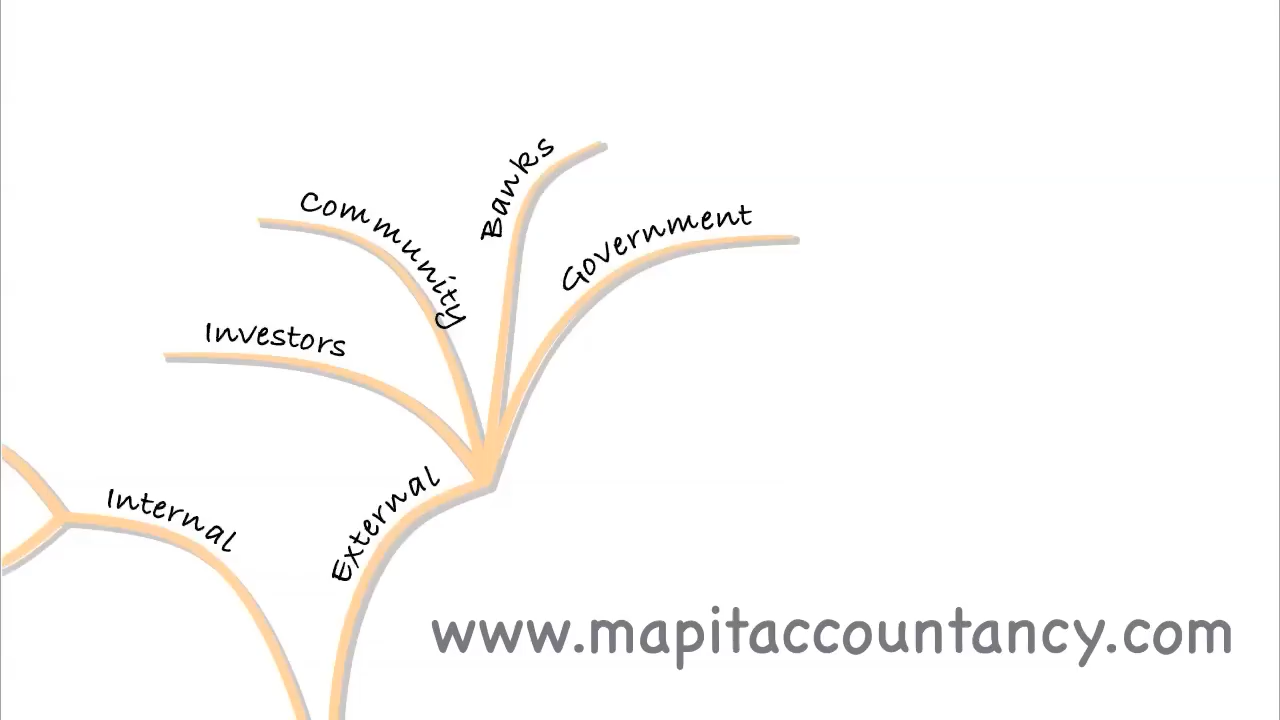 Banks
Community
Government
Investors
External
Internal
www.mapitaccountancy.com